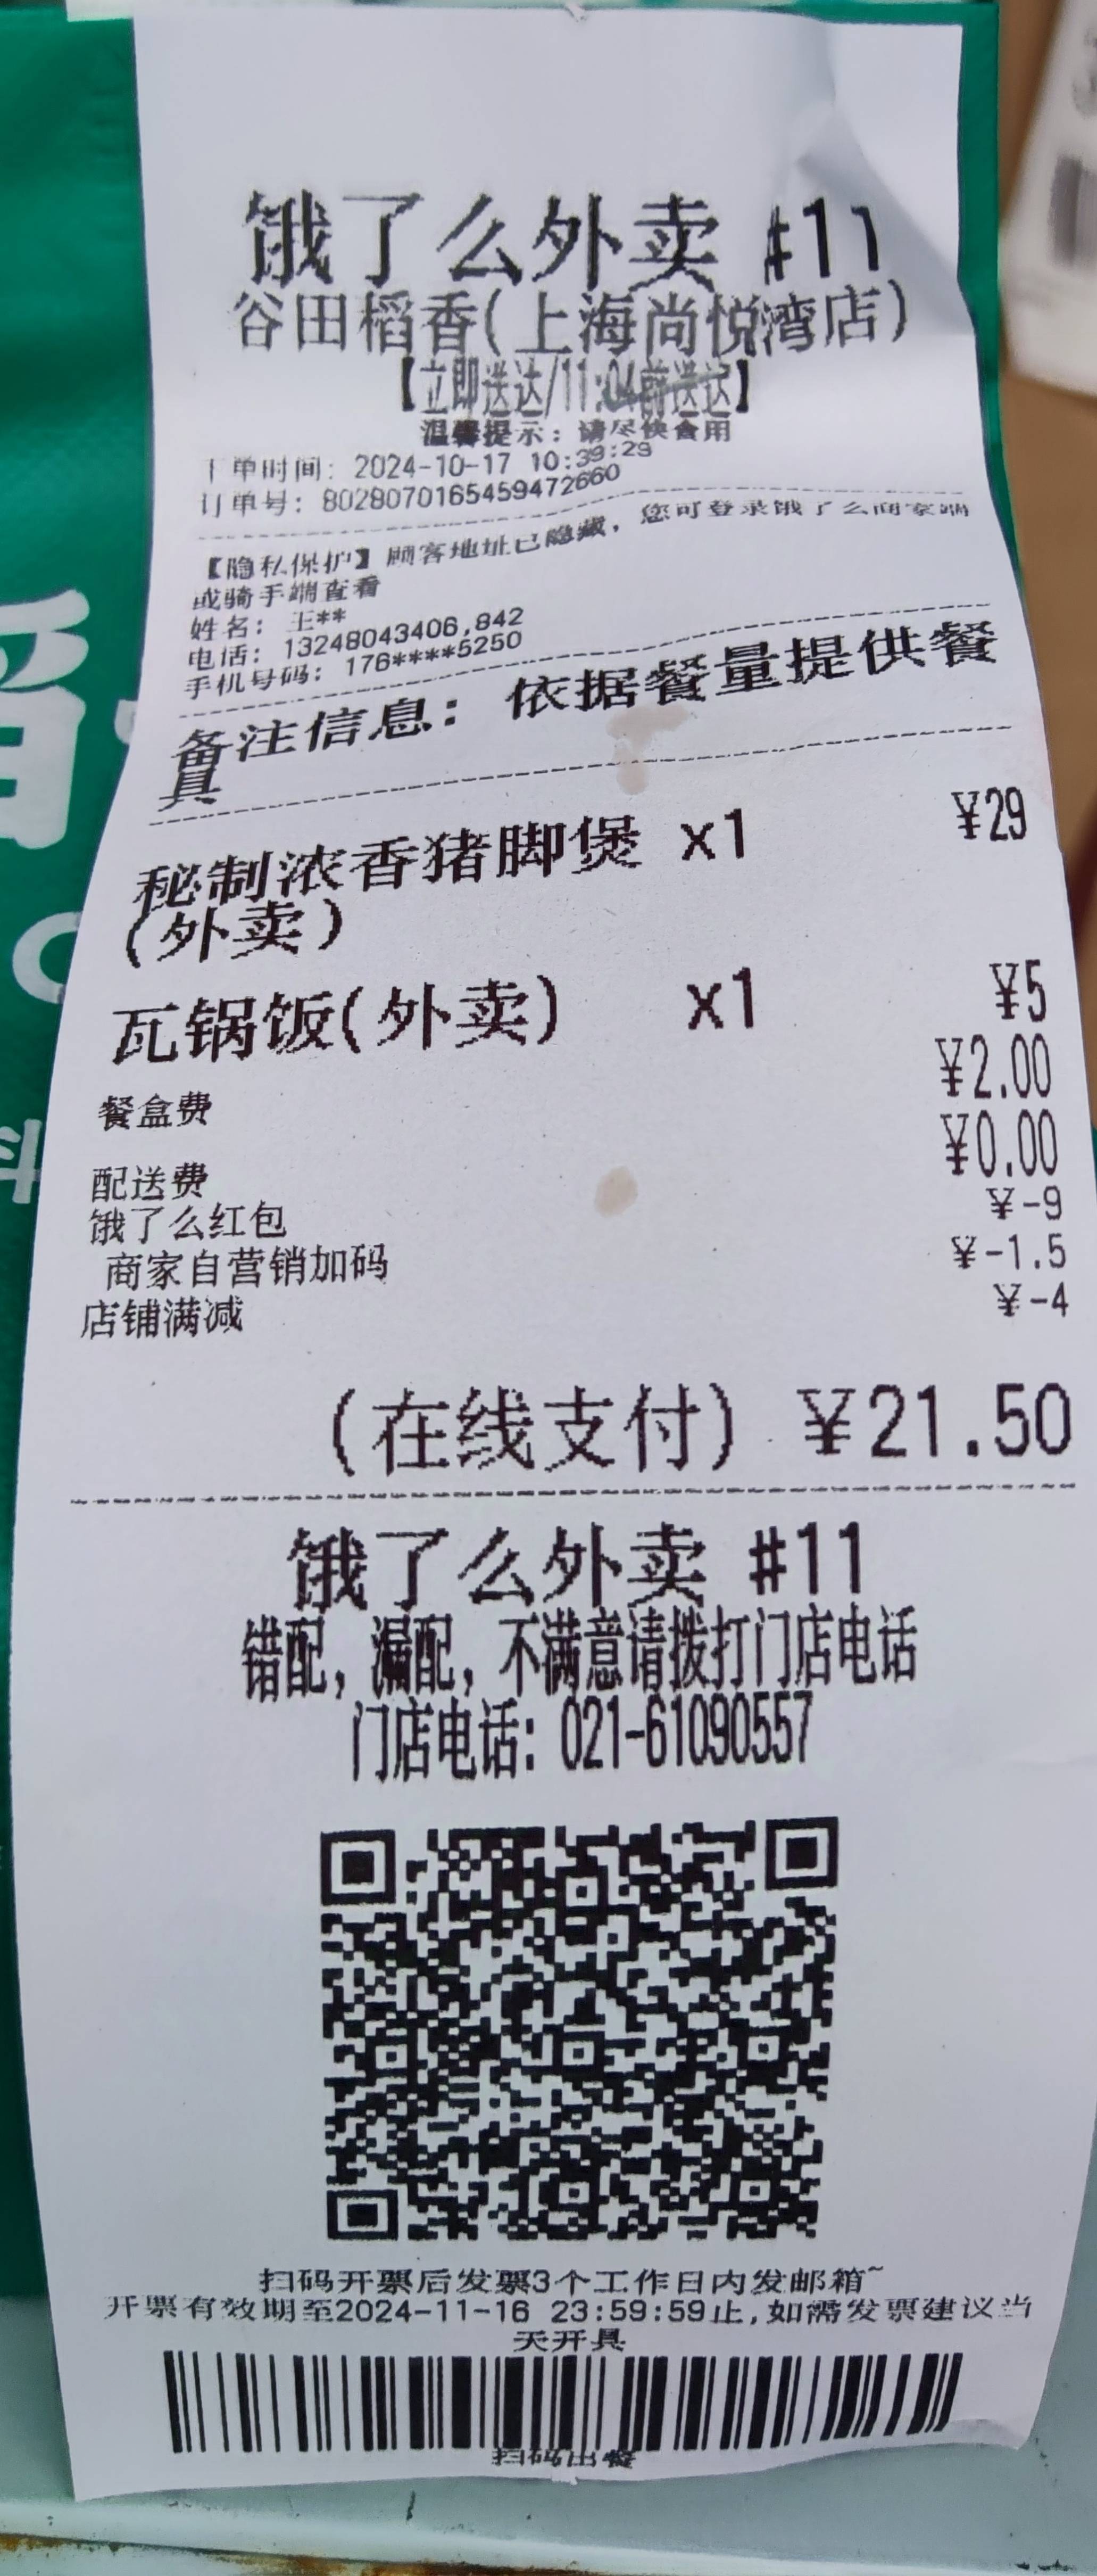 饿了么外卖 #11
谷田稻香(上海尚悦湾店)
【立即送达/11:04前送达】
温馨提示：请尽快食用
下单时间：2024-10-17 10:39:29
订单号：8028070165459472660
【隐私保护】顾客地址已隐藏，您可登录饿了么商家端
或骑手端查看
姓名：王**
电话：13248043406,842
手机号码：176****5250
备注信息：依据餐量提供餐
具
秘制浓香猪脚煲 x1 ¥29
(外卖)
瓦锅饭(外卖) x1 ¥5
餐盒费 ¥2.00
配送费 ¥0.00
饿了么红包 ¥-9
商家自营销加码 ¥-1.5
店铺满减 ¥-4
(在线支付) ¥21.50
饿了么外卖 #11
错配，漏配，不满意请拨打门店电话
门店电话：021-61090557
扫码开票后发票3个工作日内发邮箱~
开票有效期至2024-11-16 23:59:59止,如需发票建议当
天开具
扫码出餐